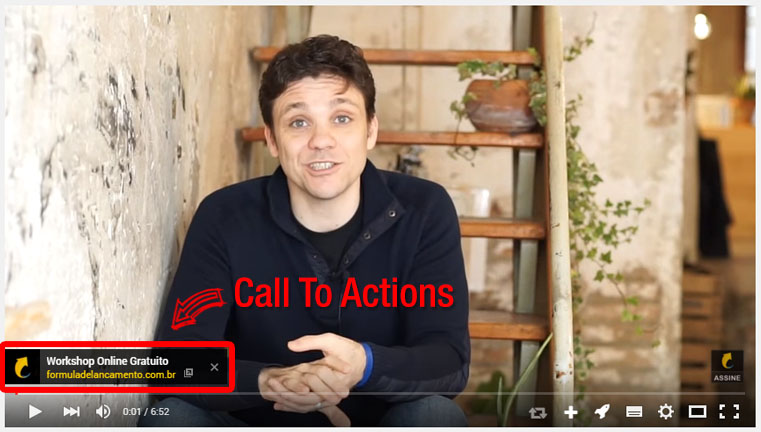 Call To Actions
Workshop Online Gratuito
formuladelancamento.com.br
ASSINE
0:01 / 6:52